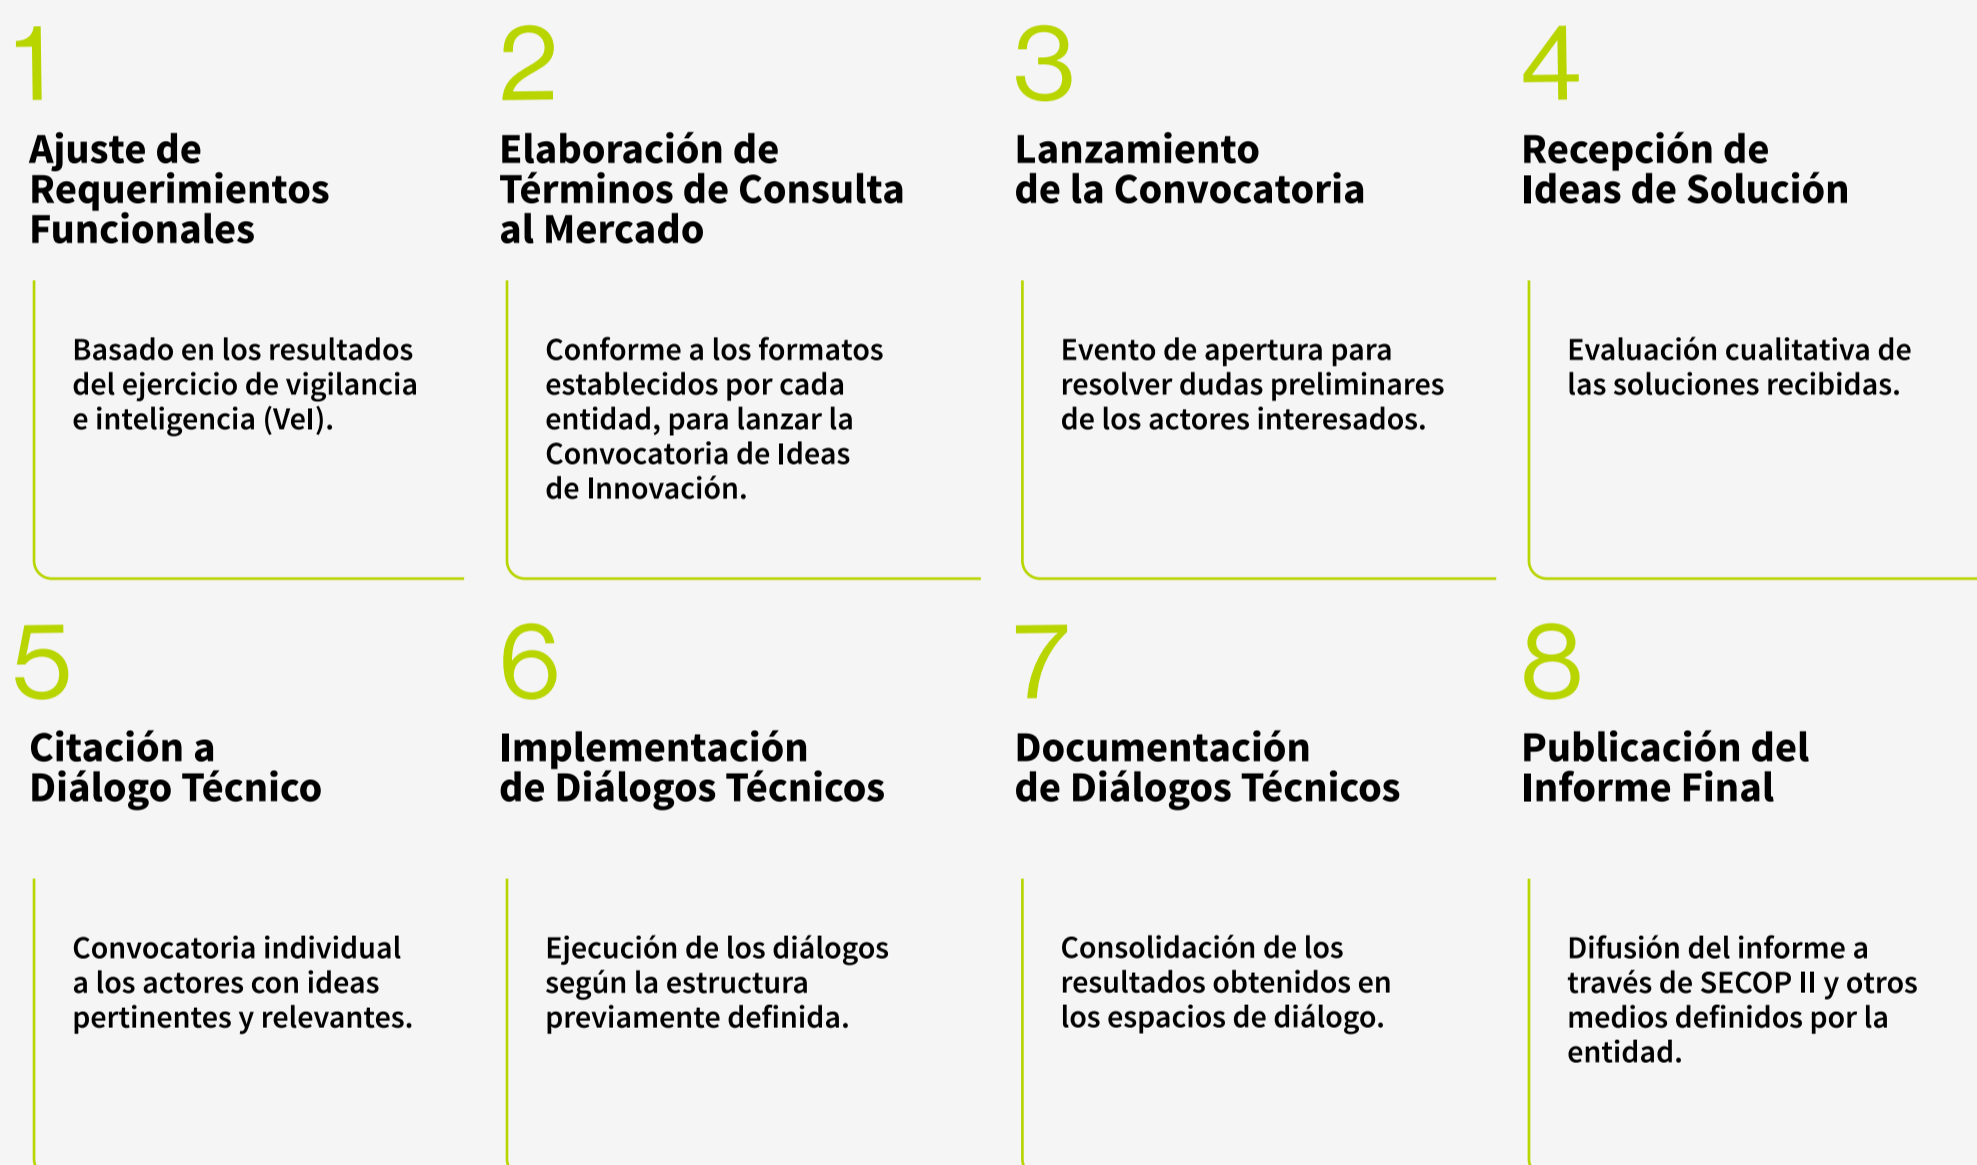 1
Ajuste de
Requerimientos
Funcionales
Basado en los resultados
del ejercicio de vigilancia
e inteligencia (VeI).
2
Elaboración de
Términos de Consulta
al Mercado
Conforme a los formatos
establecidos por cada
entidad, para lanzar la
Convocatoria de Ideas
de Innovación.
3
Lanzamiento
de la Convocatoria
Evento de apertura para
resolver dudas preliminares
de los actores interesados.
4
Recepción de
Ideas de Solución
Evaluación cualitativa de
las soluciones recibidas.
5
Citación a
Diálogo Técnico
Convocatoria individual
a los actores con ideas
pertinentes y relevantes.
6
Implementación
de Diálogos Técnicos
Ejecución de los diálogos
según la estructura
previamente definida.
7
Documentación
de Diálogos Técnicos
Consolidación de los
resultados obtenidos en
los espacios de diálogo.
8
Publicación del
Informe Final
Difusión del informe a
través de SECOP II y otros
medios definidos por la
entidad.